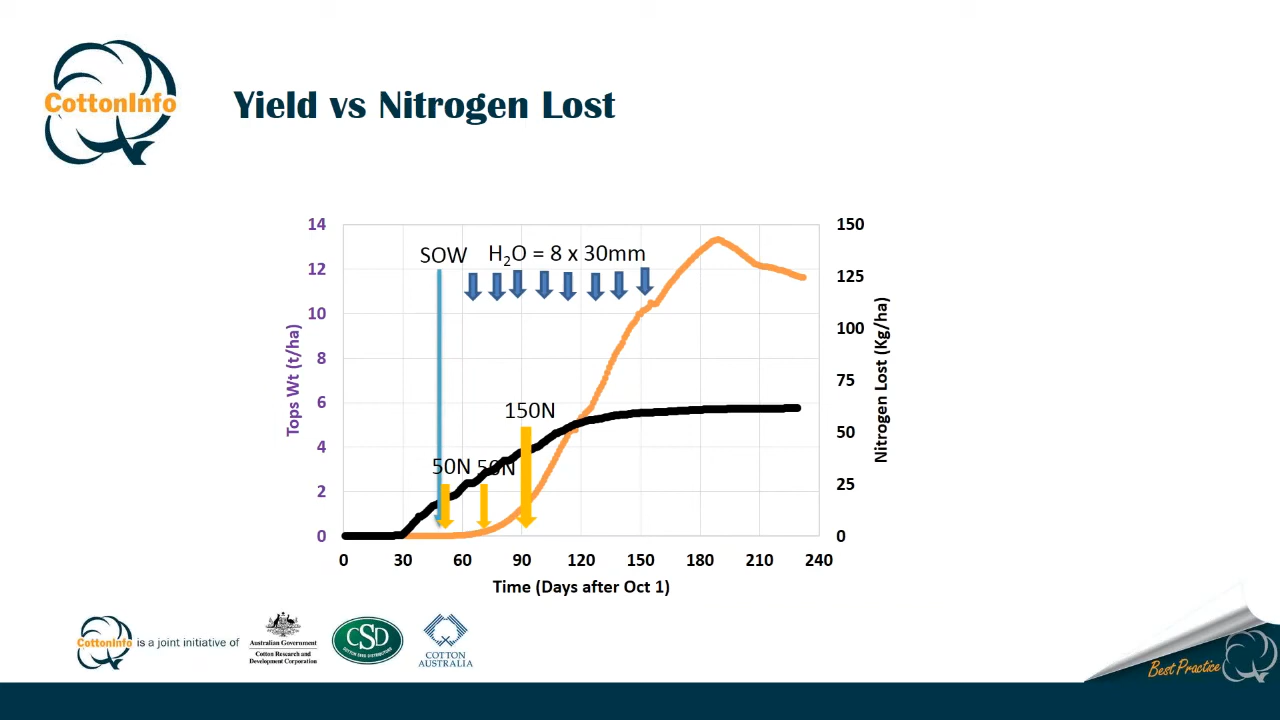 CottonInfo
Yield vs Nitrogen Lost
14
12
10
8
6
4
2
0
Tops Wt (t/ha)
SOW
H₂O = 8 x 30mm
150N
50N
50N
150
125
100
75
50
25
0
Nitrogen Lost (Kg/ha)
0 30 60 90 120 150 180 210 240
Time (Days after Oct 1)
CottonInfo is a joint initiative of
Australian Government
Cotton Research and
Development Corporation
CSD
COTTON SEED DISTRIBUTORS
COTTON
AUSTRALIA
Best Practice